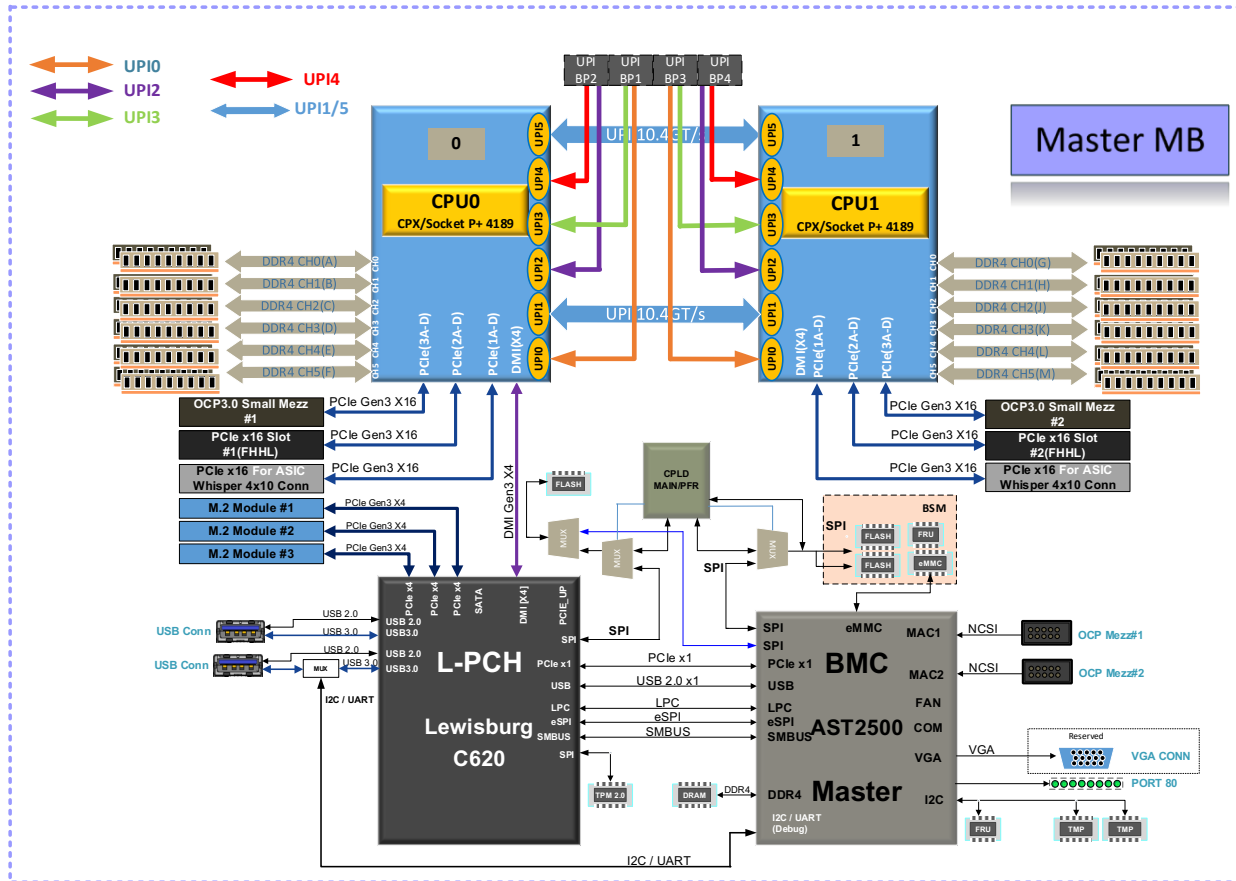 UPI0
UPI2
UPI3
UPI4
UPI1/5
UPI
BP2
UPI
BP1
UPI
BP3
UPI
BP4
Master MB
0
CPU0
CPX/Socket P+ 4189
UPI5
UPI4
UPI3
UPI2
UPI1
UPI0
UPI 10.4GT/s
UPI 10.4GT/s
1
CPU1
CPX/Socket P+ 4189
UPI5
UPI4
UPI3
UPI2
UPI1
UPI0
DDR4 CH0(A)
DDR4 CH1(B)
DDR4 CH2(C)
DDR4 CH3(D)
DDR4 CH4(E)
DDR4 CH5(F)
CH0
CH1
CH2
CH3
CH4
CH5
PCIe(3A-D)
PCIe(2A-D)
PCIe(1A-D)
DMI(X4)
DMI(X4)
PCIe(1A-D)
PCIe(2A-D)
PCIe(3A-D)
CH0
CH1
CH2
CH3
CH4
CH5
DDR4 CH0(G)
DDR4 CH1(H)
DDR4 CH2(J)
DDR4 CH3(K)
DDR4 CH4(L)
DDR4 CH5(M)
OCP3.0 Small Mezz
#1
PCIe Gen3 X16
PCIe x16 Slot
#1(FHHL)
PCIe Gen3 X16
PCIe x16 For ASIC
Whisper 4x10 Conn
PCIe Gen3 X16
M.2 Module #1
PCIe Gen3 X4
M.2 Module #2
PCIe Gen3 X4
M.2 Module #3
PCIe Gen3 X4
DMI Gen3 X4
PCIe Gen3 X16
OCP3.0 Small Mezz
#2
PCIe Gen3 X16
PCIe x16 Slot
#2(FHHL)
PCIe Gen3 X16
PCIe x16 For ASIC
Whisper 4x10 Conn
FLASH
MUX
MUX
CPLD
MAIN/PFR
MUX
SPI
SPI
BSM
SPI
FLASH
FLASH
FRU
eMMC
PCIe x4
PCIe x4
PCIe x4
SATA
DMI [X4]
PCIE_UP
USB 2.0
USB3.0
USB 2.0
USB3.0
SPI
L-PCH
PCIe x1
USB
LPC
eSPI
SMBUS
SPI
Lewisburg
C620
USB Conn
USB 2.0
USB 3.0
USB Conn
USB 2.0
USB 3.0
MUX
I2C / UART
PCIe x1
USB 2.0 x1
LPC
eSPI
SMBUS
TPM 2.0
DRAM
DDR4
I2C / UART
SPI
SPI
eMMC
MAC1
BMC
PCIe x1
USB
MAC2
FAN
LPC
eSPI
SMBUS
AST2500
COM
VGA
DDR4
Master
I2C
I2C / UART
(Debug)
NCSI
OCP Mezz#1
NCSI
OCP Mezz#2
Reserved
VGA
VGA CONN
PORT 80
FRU
TMP
TMP